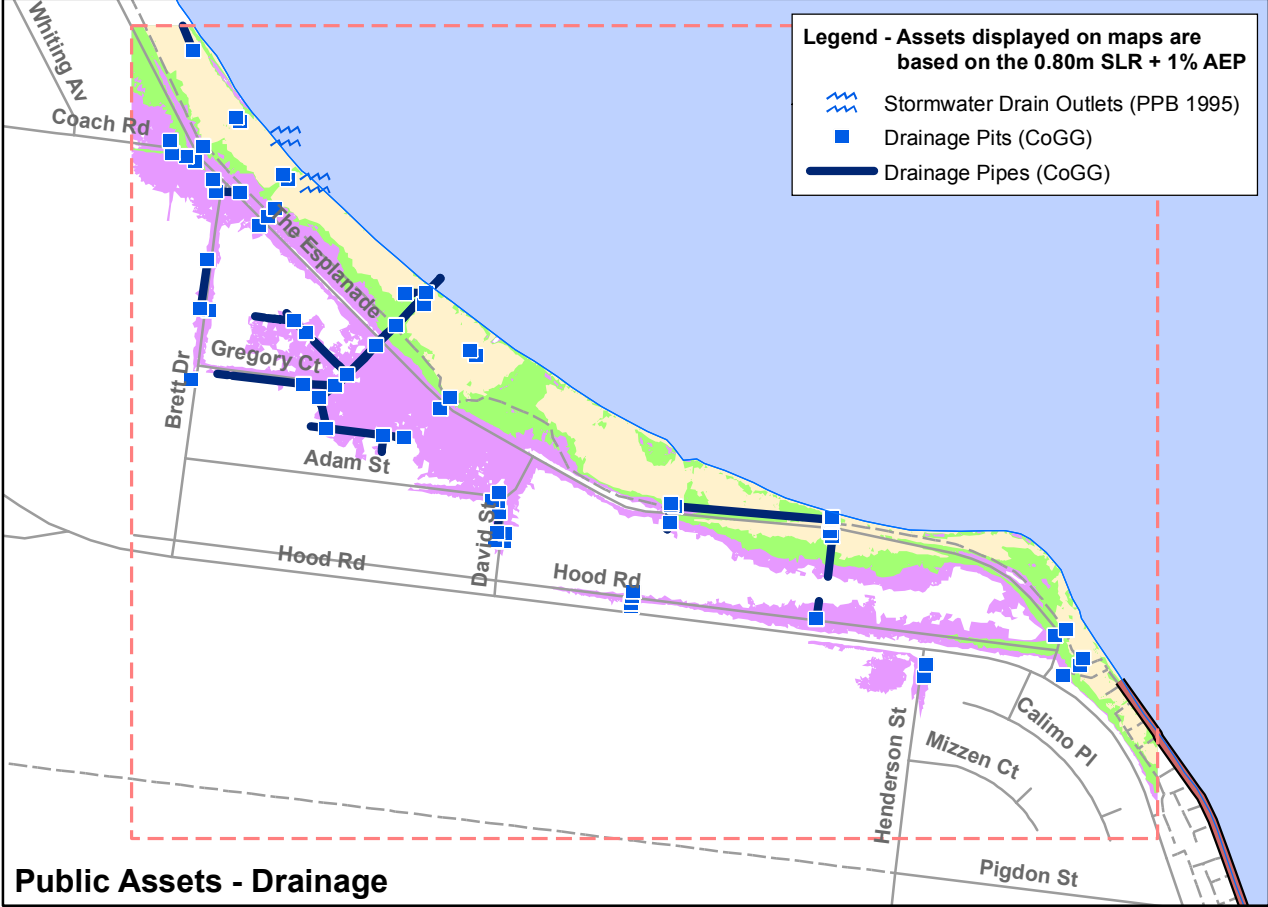 Legend - Assets displayed on maps are
based on the 0.80m SLR + 1% AEP
Stormwater Drain Outlets (PPB 1995)
Drainage Pits (CoGG)
Drainage Pipes (CoGG)
Whiting Av
Coach Rd
The Esplanade
Gregory Ct
Brett Dr
Adam St
David St
Hood Rd
Hood Rd
Henderson St
Calimo Pl
Mizzen Ct
Pigdon St
Public Assets - Drainage